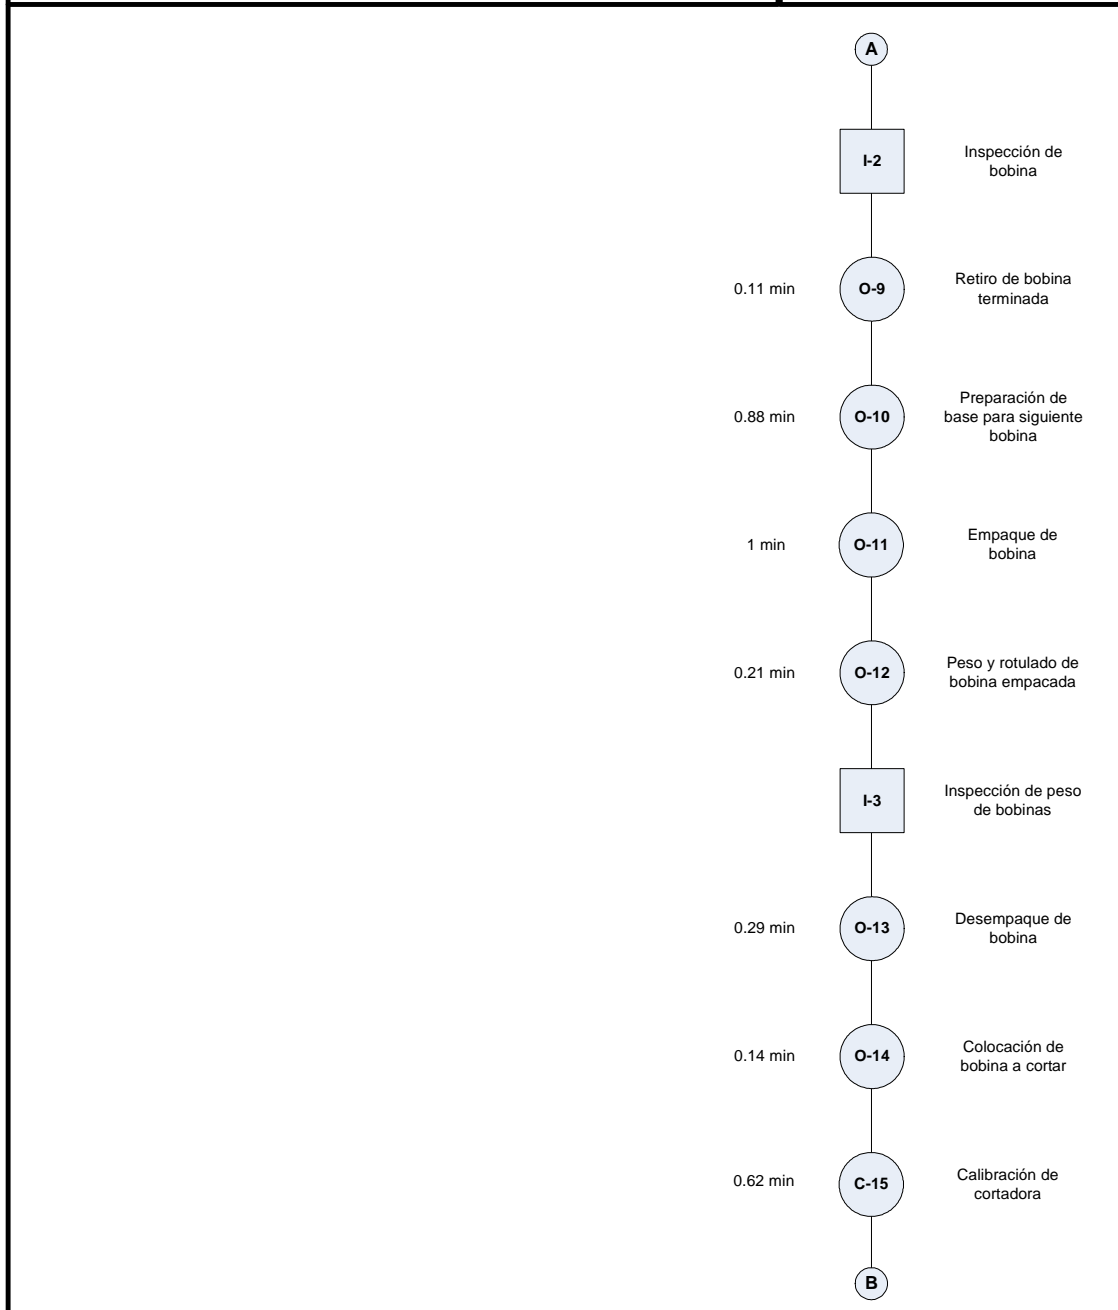 A
I-2
Inspección de
bobina
0.11 min
O-9
Retiro de bobina
terminada
0.88 min
O-10
Preparación de
base para siguiente
bobina
1 min
O-11
Empaque de
bobina
0.21 min
O-12
Peso y rotulado de
bobina empacada
I-3
Inspección de peso
de bobinas
0.29 min
O-13
Desempaque de
bobina
0.14 min
O-14
Colocación de
bobina a cortar
0.62 min
C-15
Calibración de
cortadora
B